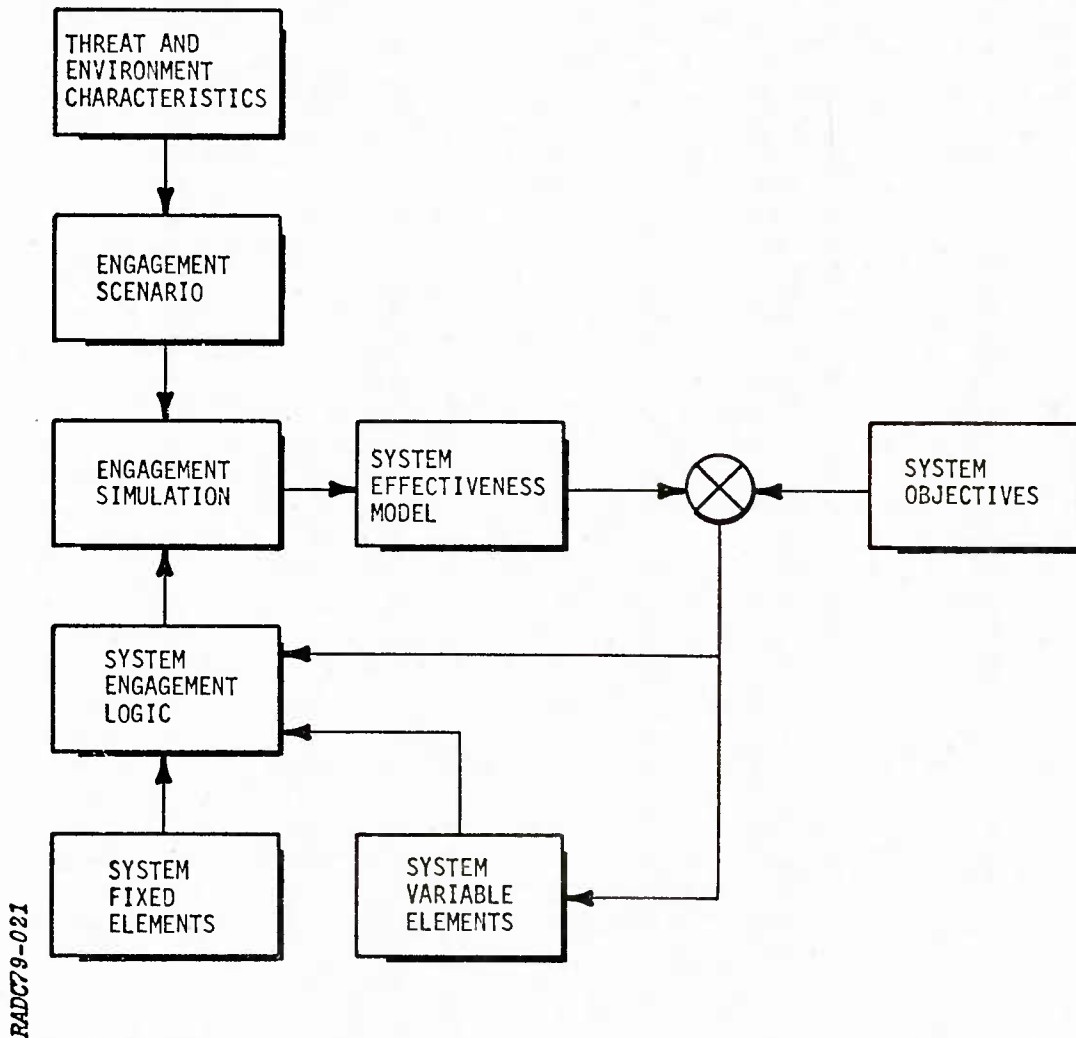 THREAT AND
ENVIRONMENT
CHARACTERISTICS
ENGAGEMENT
SCENARIO
ENGAGEMENT
SIMULATION
SYSTEM
EFFECTIVENESS
MODEL
SYSTEM
OBJECTIVES
SYSTEM
ENGAGEMENT
LOGIC
SYSTEM
FIXED
ELEMENTS
SYSTEM
VARIABLE
ELEMENTS
RADC79-021